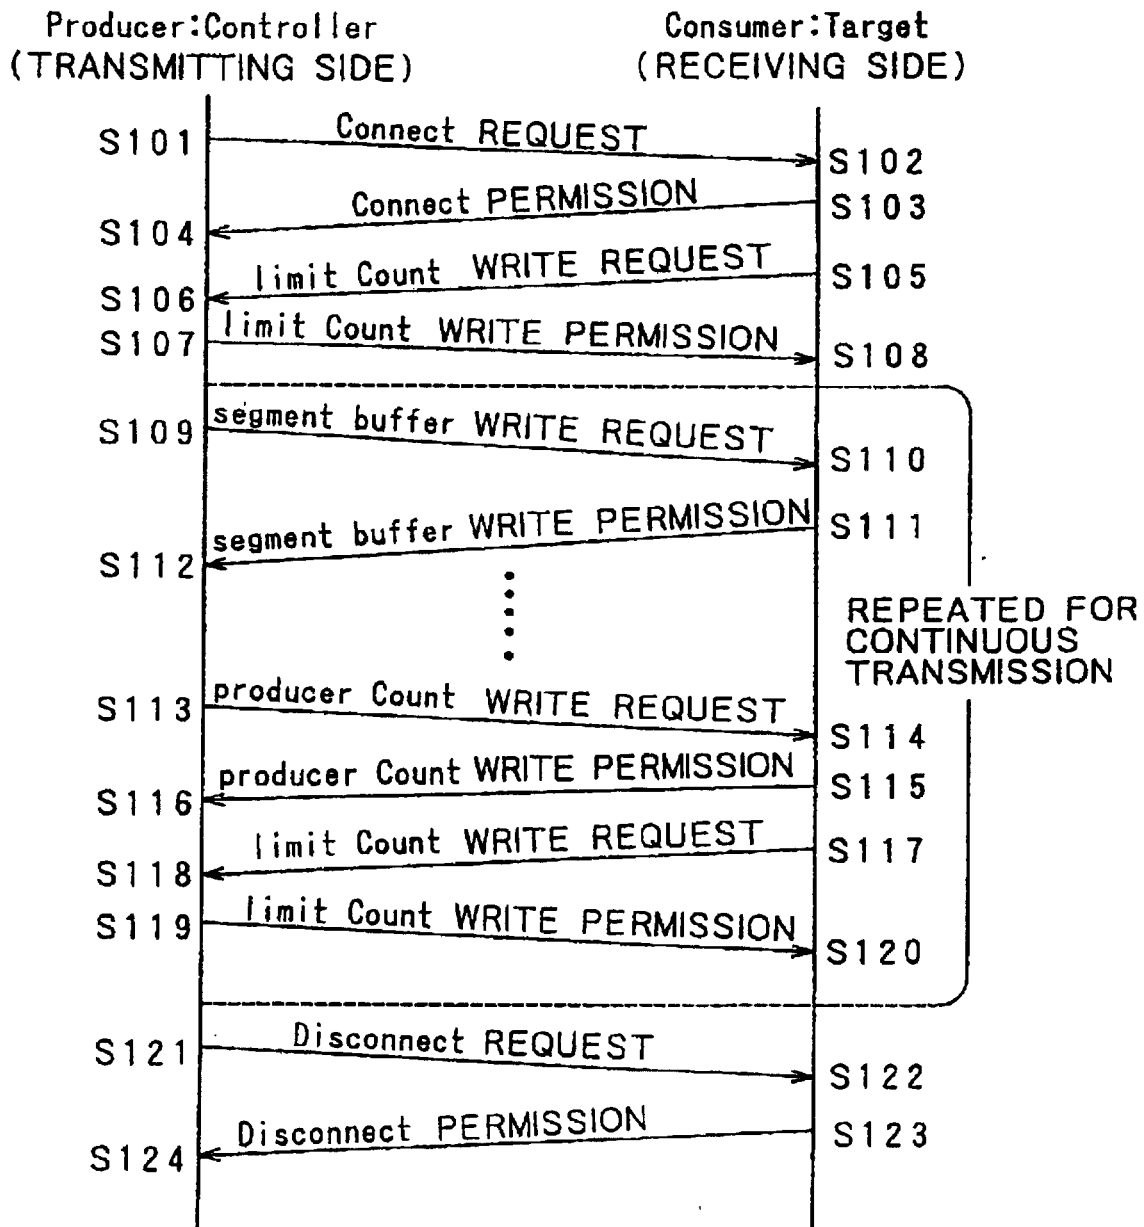 Producer:Controller
(TRANSMITTING SIDE)
Consumer:Target
(RECEIVING SIDE)
S101
Connect REQUEST
S102
Connect PERMISSION
S103
S104
limit Count WRITE REQUEST
S105
S106
S107
limit Count WRITE PERMISSION
S108
S109
segment buffer WRITE REQUEST
S110
segment buffer WRITE PERMISSION
S111
S112
REPEATED FOR
CONTINUOUS
TRANSMISSION
S113
producer Count WRITE REQUEST
S114
producer Count WRITE PERMISSION
S115
S116
limit Count WRITE REQUEST
S117
S118
S119
limit Count WRITE PERMISSION
S120
S121
Disconnect REQUEST
S122
Disconnect PERMISSION
S123
S124